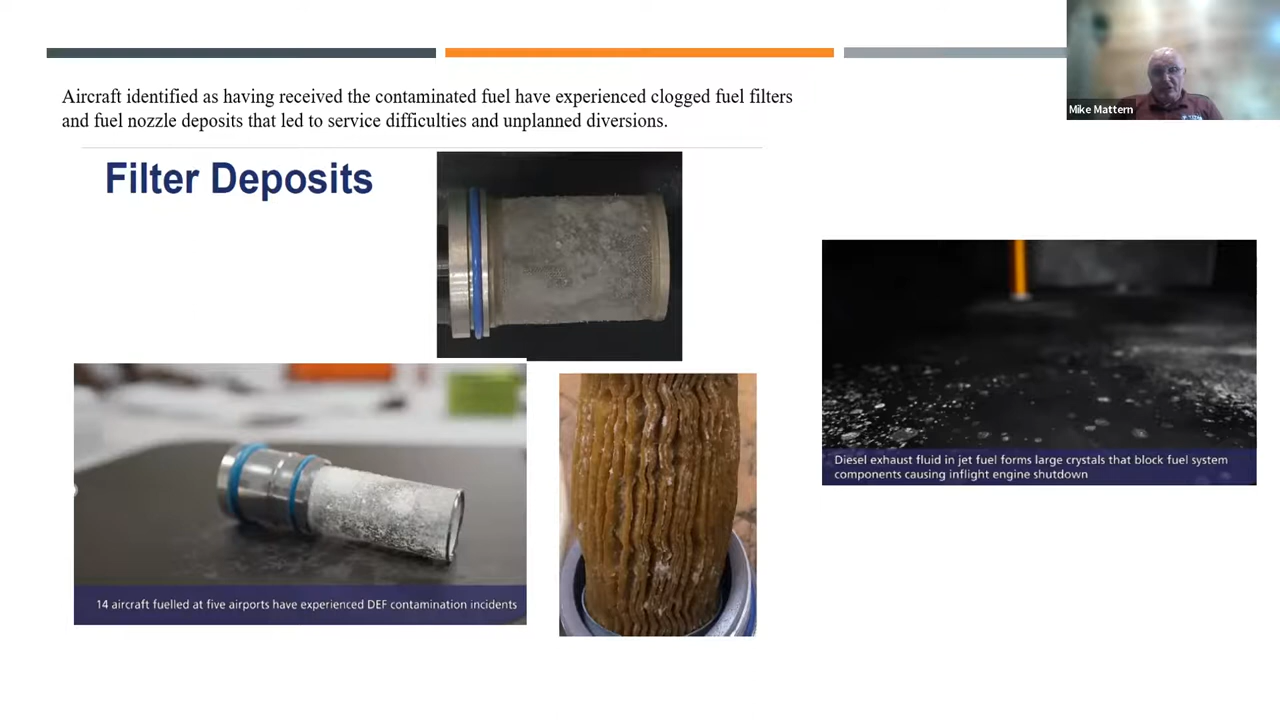 Mike Mattern
Aircraft identified as having received the contaminated fuel have experienced clogged fuel filters
and fuel nozzle deposits that led to service difficulties and unplanned diversions.
Filter Deposits
Diesel exhaust fluid in jet fuel forms large crystals that block fuel system
components causing inflight engine shutdown
14 aircraft fuelled at five airports have experienced DEF contamination incidents